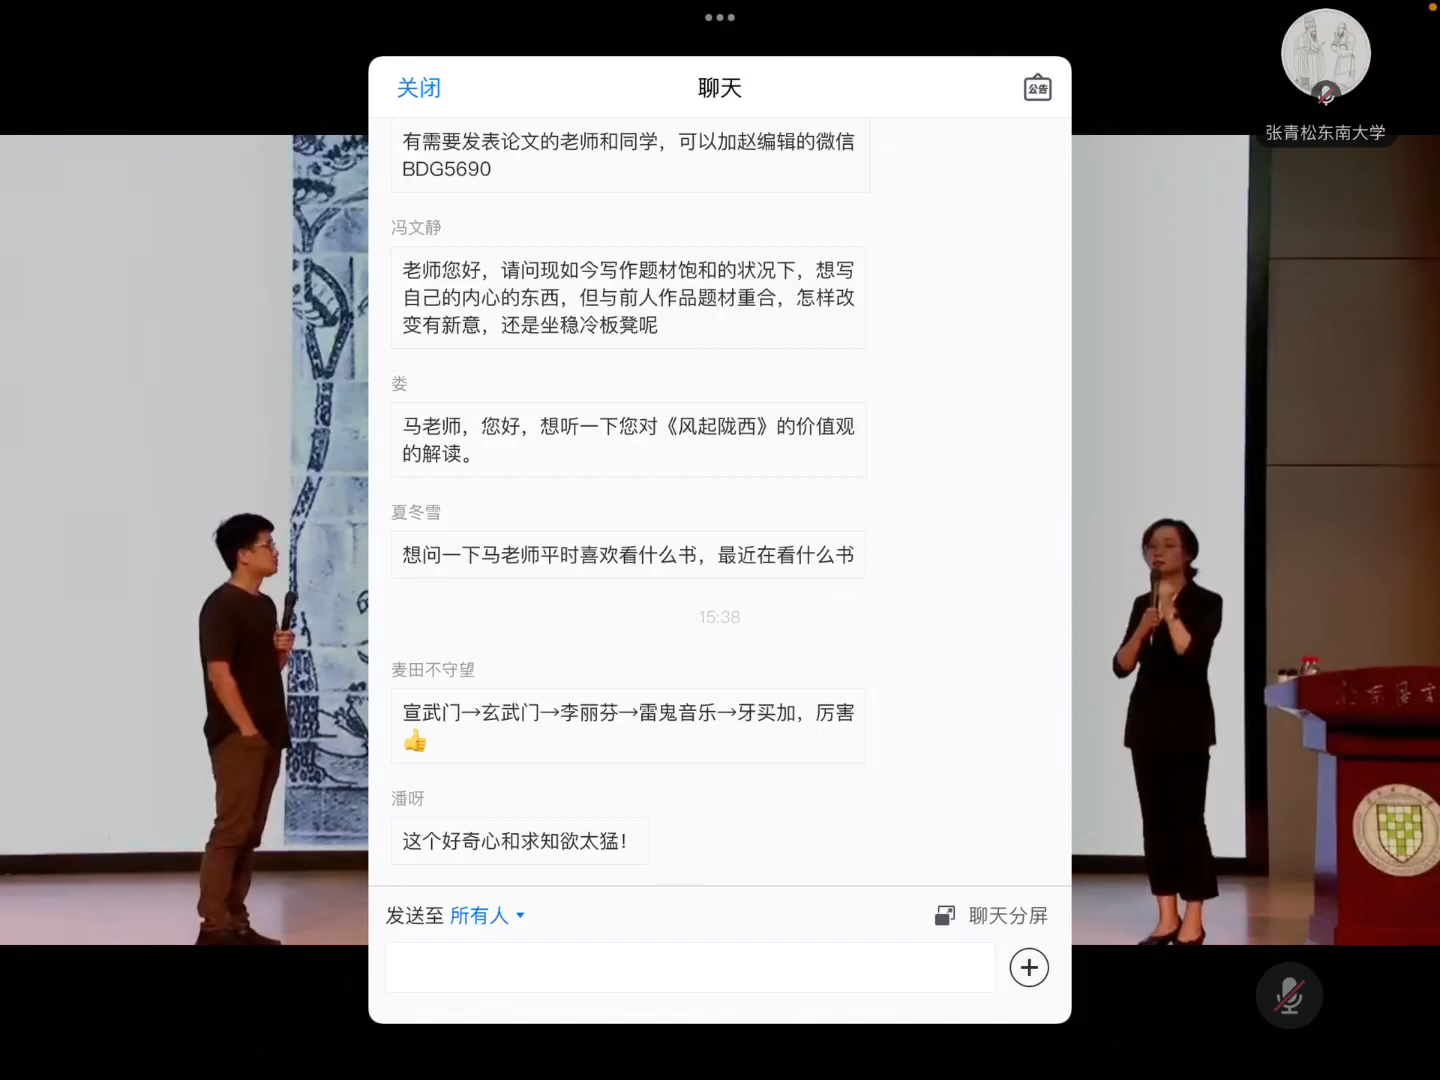 张青松东南大学
关闭
聊天
公告
有需要发表论文的老师和同学，可以加赵编辑的微信
BDG5690
冯文静
老师您好，请问现如今写作题材饱和的状况下，想写
自己的内心的东西，但与前人作品题材重合，怎样改
变有新意，还是坐稳冷板凳呢
娄
马老师，您好，想听一下您对《风起陇西》的价值观
的解读。
夏冬雪
想问一下马老师平时喜欢看什么书，最近在看什么书
15:38
麦田不守望
宣武门→玄武门→李丽芬→雷鬼音乐→牙买加，厉害
👍
潘呀
这个好奇心和求知欲太猛！
发送至 所有人
聊天分屏